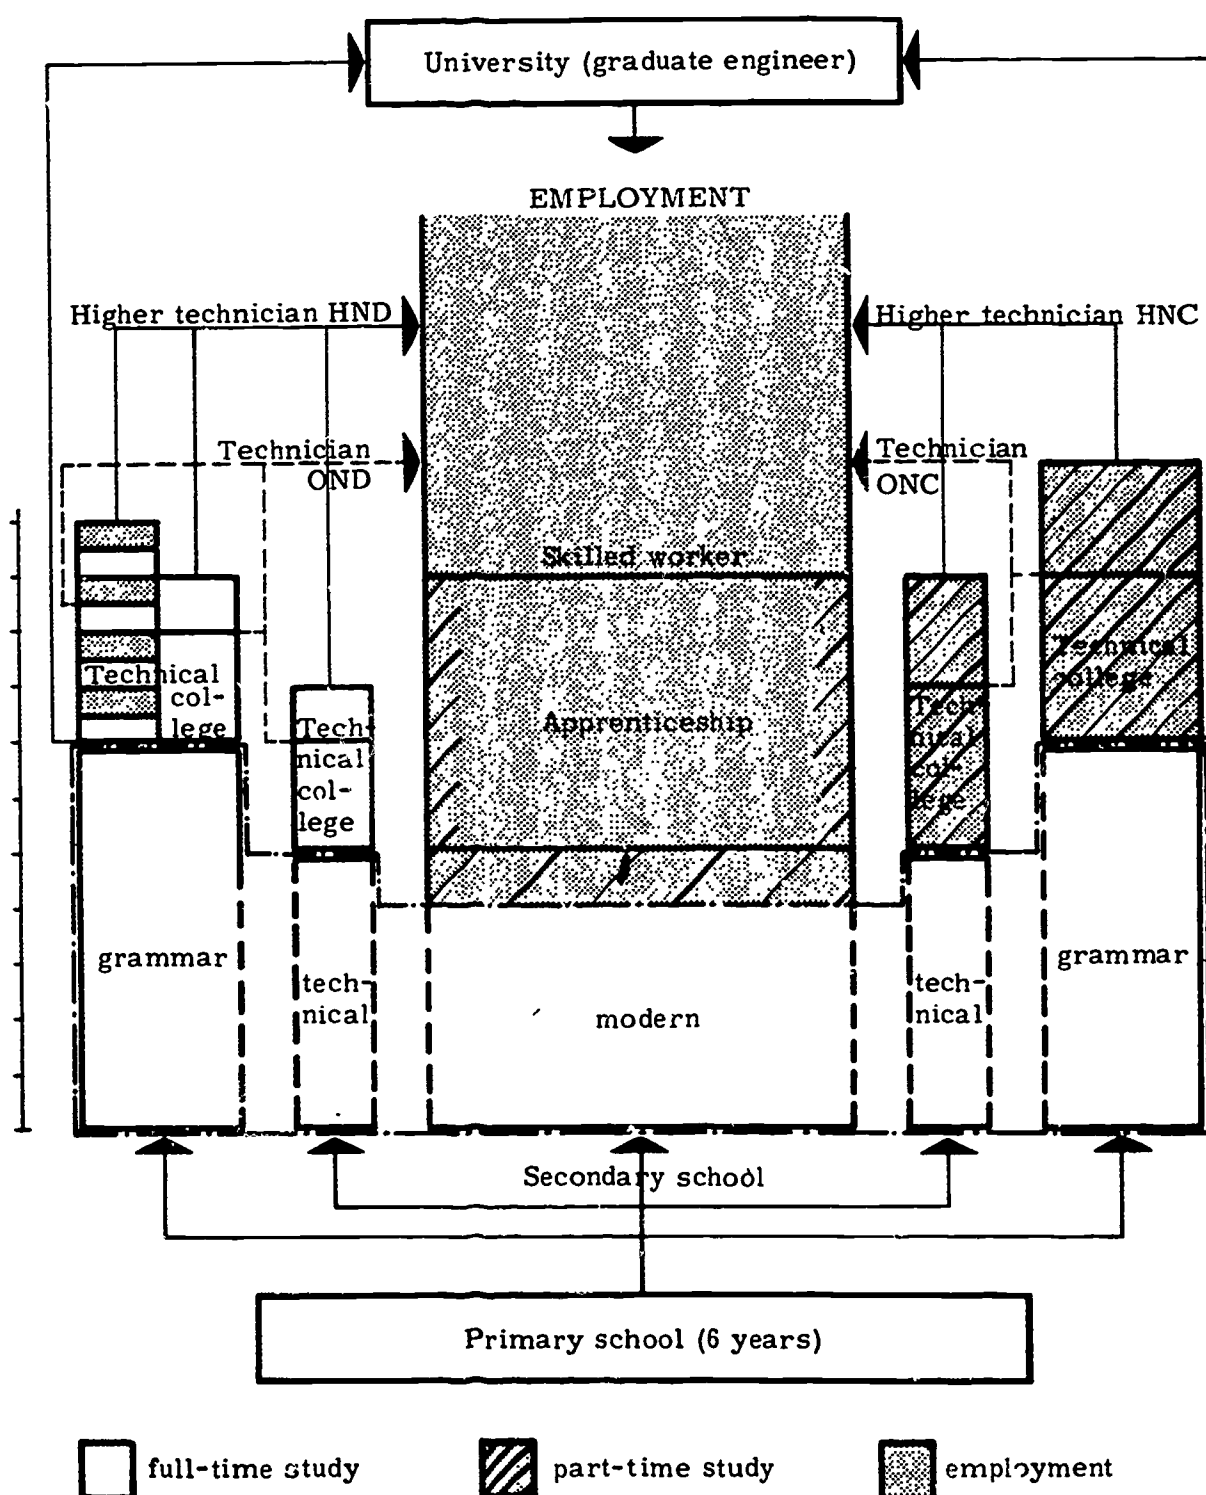 University (graduate engineer)
EMPLOYMENT
Higher technician HND
Higher technician HNC
Technician
OND
Technician
ONC
Skilled worker
Technical
col-
lege
Tech-
nical
col-
lege
Apprenticeship
Tech-
nical
col-
lege
Technical
college
grammar
tech-
nical
modern
tech-
nical
grammar
Secondary school
Primary school (6 years)
full-time study
part-time study
employment